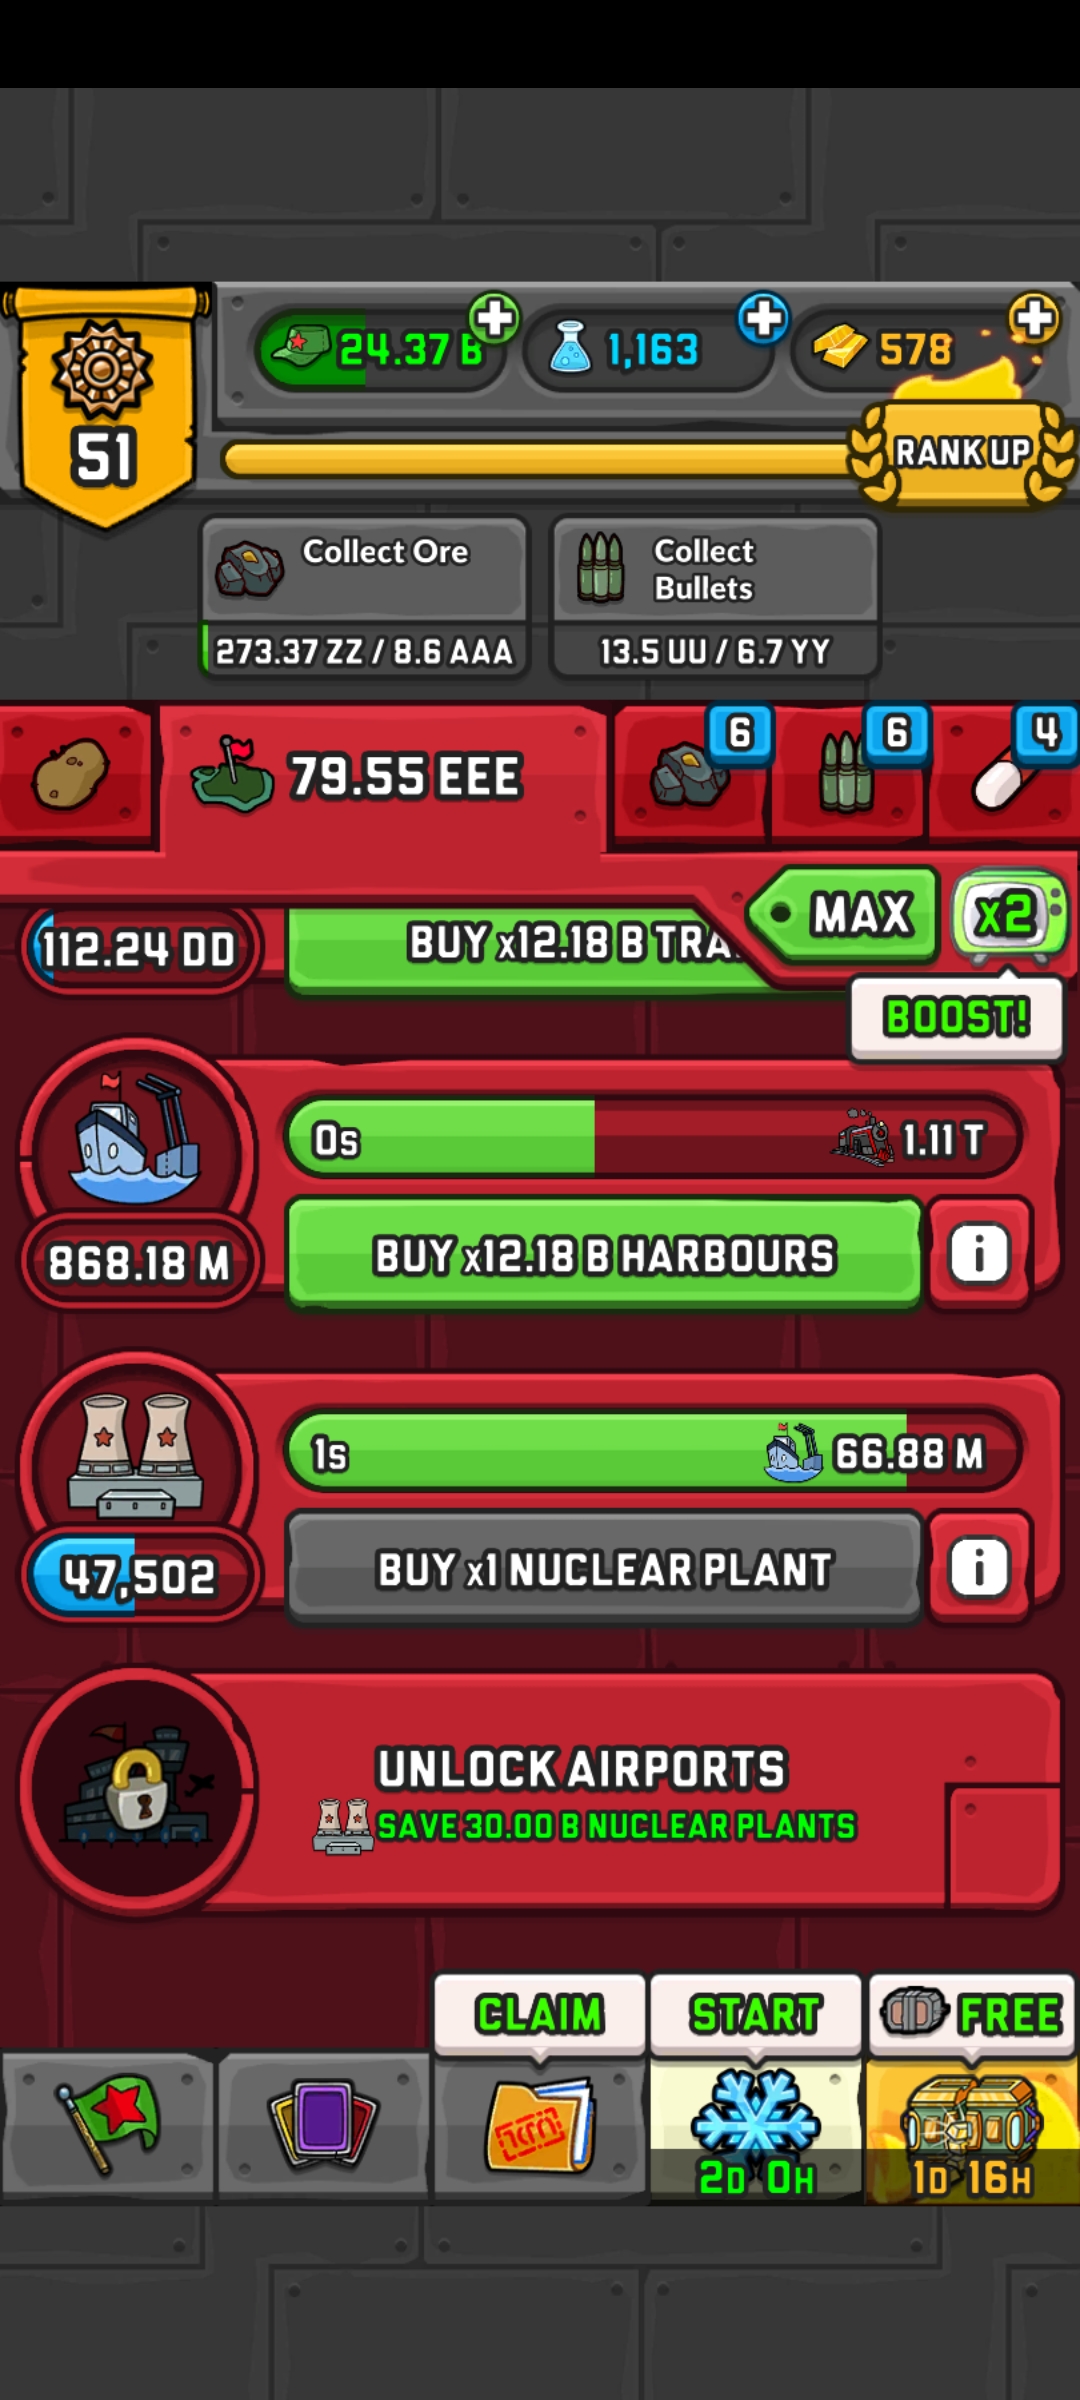 24.37 B
1,163
578
51
RANK UP
Collect Ore
273.37 ZZ / 8.6 AAA
Collect
Bullets
13.5 UU / 6.7 YY
79.55 EEE
6
6
4
MAX
x2
BOOST!
112.24 DD
BUY x12.18 B TRA
0s
1.11 T
868.18 M
BUY x12.18 B HARBOURS
i
1s
66.88 M
47,502
BUY x1 NUCLEAR PLANT
i
UNLOCK AIRPORTS
SAVE 30.00 B NUCLEAR PLANTS
CLAIM
START
FREE
2D 0H
1D 16H